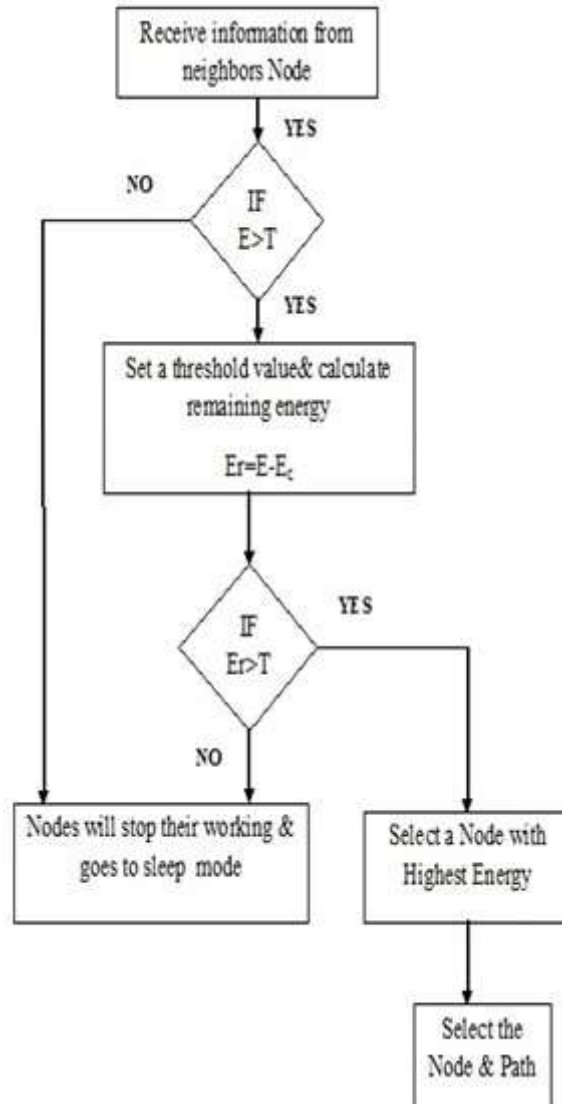 Receive information from
neighbors Node
YES
NO
IF
E>T
YES
Set a threshold value& calculate
remaining energy
Er=E-Ec
YES
IF
Er>T
NO
Nodes will stop their working &
goes to sleep mode
Select a Node with
Highest Energy
Select the
Node & Path